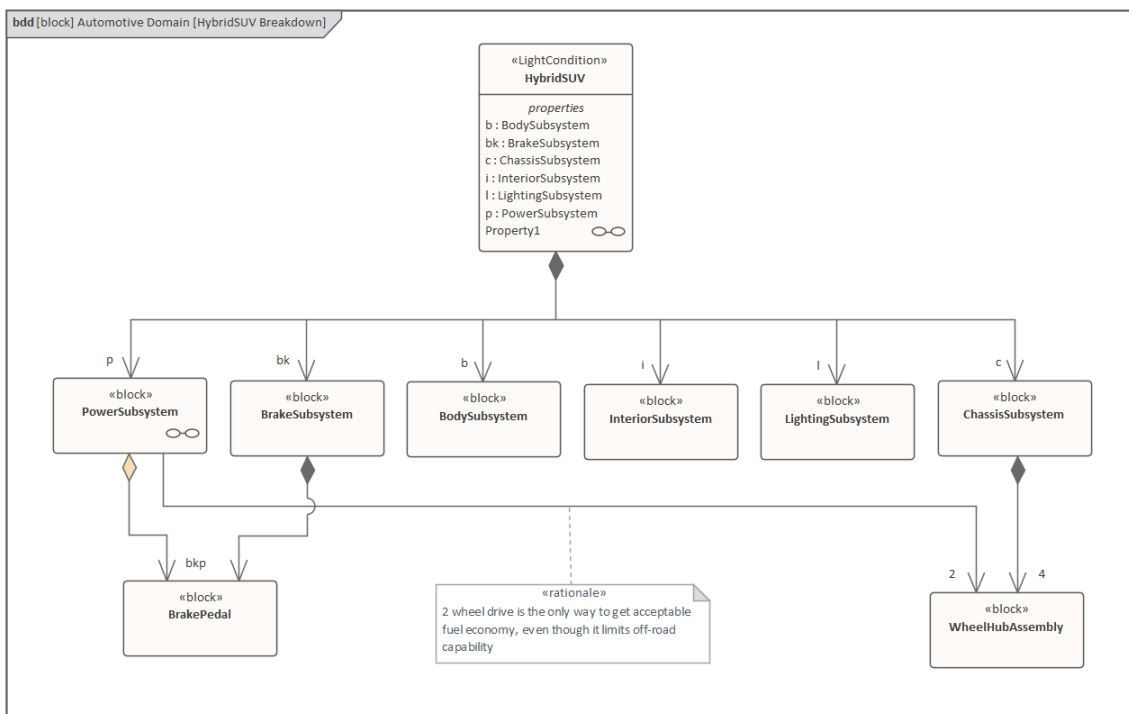 bdd [block] Automotive Domain [HybridSUV Breakdown]
«LightCondition»
HybridSUV
properties
b : BodySubsystem
bk : BrakeSubsystem
c : ChassisSubsystem
i : InteriorSubsystem
l : LightingSubsystem
p : PowerSubsystem
Property1
p
bk
b
i
l
c
«block»
PowerSubsystem
«block»
BrakeSubsystem
«block»
BodySubsystem
«block»
InteriorSubsystem
«block»
LightingSubsystem
«block»
ChassisSubsystem
bkp
2
4
«block»
BrakePedal
«rationale»
2 wheel drive is the only way to get acceptable
fuel economy, even though it limits off-road
capability
«block»
WheelHubAssembly